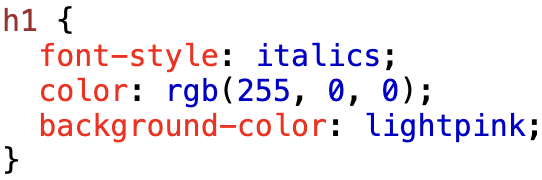 h1 {
  font-style: italics;
  color: rgb(255, 0, 0);
  background-color: lightpink;
}